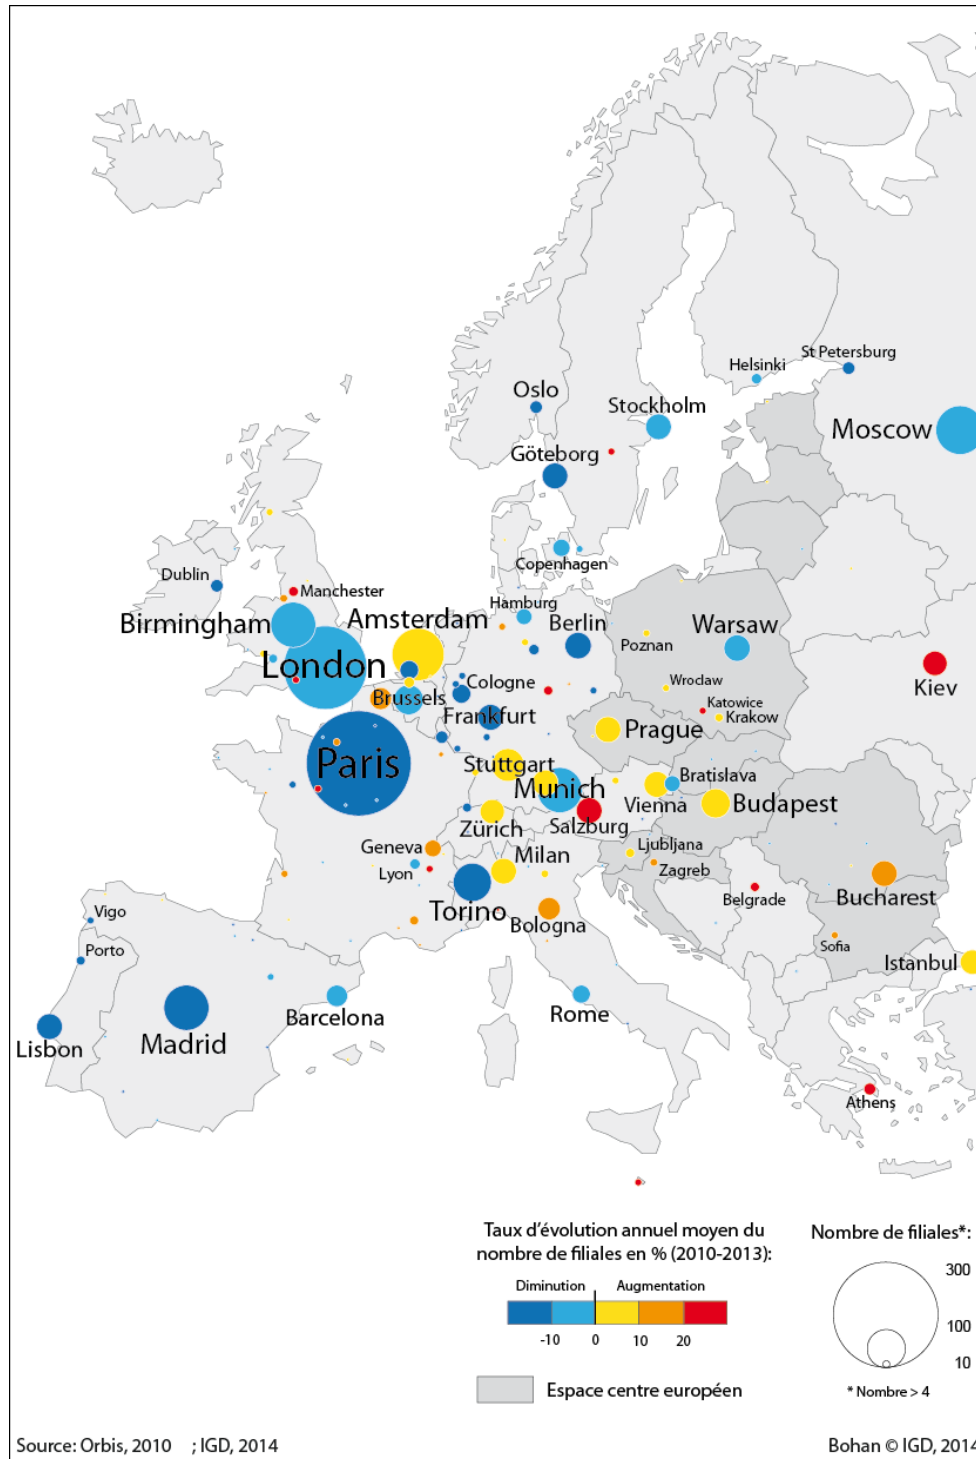 St Petersburg
Helsinki
Oslo
Stockholm
Moscow
Göteborg
Copenhagen
Dublin
Manchester
Hamburg
Birmingham
Amsterdam
Berlin
Warsaw
Poznan
London
Kiev
Cologne
Wroclaw
Brussels
Katowice
Krakow
Frankfurt
Prague
Paris
Stuttgart
Bratislava
Munich
Vienna
Budapest
Zürich
Salzburg
Geneva
Ljubljana
Milan
Zagreb
Lyon
Belgrade
Bucharest
Vigo
Torino
Bologna
Porto
Sofia
Istanbul
Barcelona
Rome
Madrid
Lisbon
Athens
Taux d'évolution annuel moyen du
nombre de filiales en % (2010-2013):
Diminution Augmentation
-10 0 10 20
Espace centre européen
Nombre de filiales*:
300
100
10
* Nombre > 4
Source: Orbis, 2010 ; IGD, 2014
Bohan © IGD, 2014